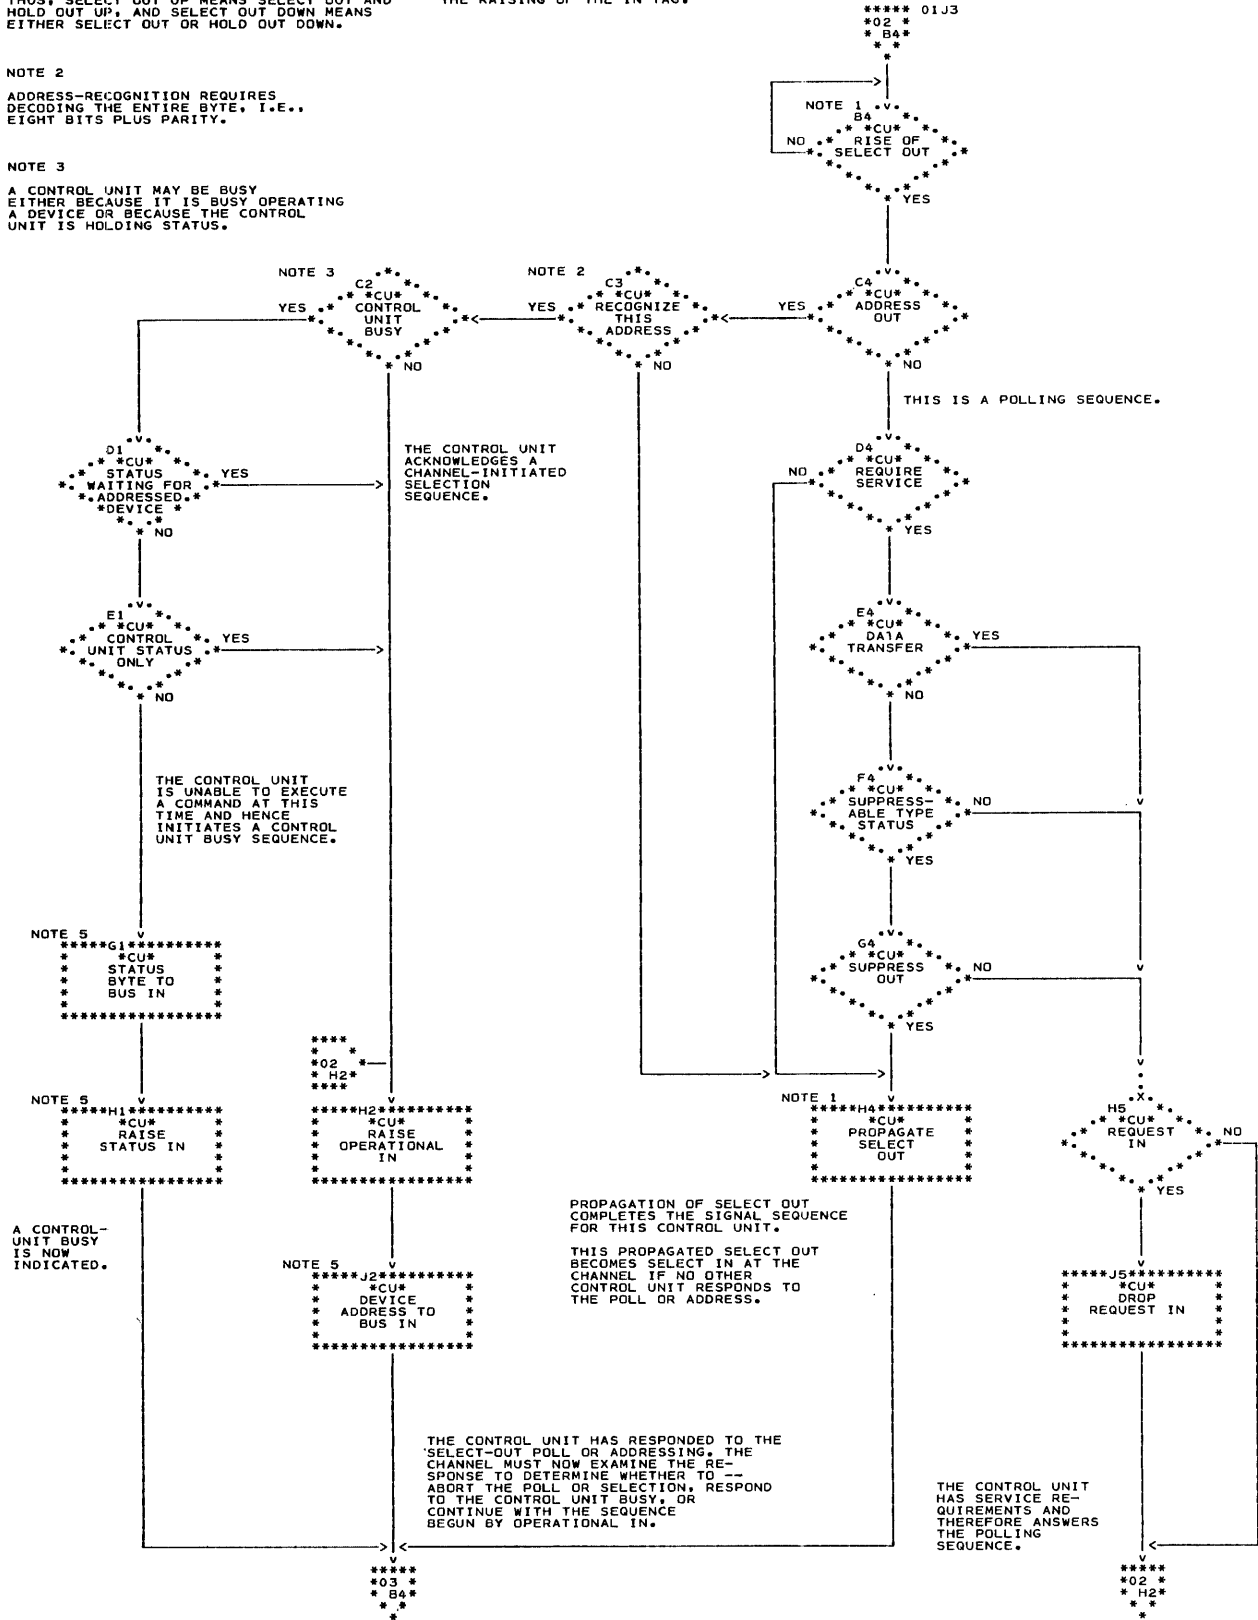 THUS, SELECT OUT UP MEANS SELECT OUT AND
HOLD OUT UP, AND SELECT OUT DOWN MEANS
EITHER SELECT OUT OR HOLD OUT DOWN.
THE RAISING OF THE IN TAG.
01J3
02
B4
NOTE 2
ADDRESS-RECOGNITION REQUIRES
DECODING THE ENTIRE BYTE, I.E.,
EIGHT BITS PLUS PARITY.
NOTE 3
A CONTROL UNIT MAY BE BUSY
EITHER BECAUSE IT IS BUSY OPERATING
A DEVICE OR BECAUSE THE CONTROL
UNIT IS HOLDING STATUS.
NOTE 1
B4
*CU*
RISE OF
SELECT OUT
NO
YES
NOTE 3
C2
*CU*
CONTROL
UNIT
BUSY
YES
NO
NOTE 2
C3
*CU*
RECOGNIZE
THIS
ADDRESS
YES
NO
C4
*CU*
ADDRESS
OUT
YES
NO
THIS IS A POLLING SEQUENCE.
D1
*CU*
STATUS
WAITING FOR
ADDRESSED
DEVICE
YES
NO
THE CONTROL UNIT
ACKNOWLEDGES A
CHANNEL-INITIATED
SELECTION
SEQUENCE.
D4
*CU*
REQUIRE
SERVICE
NO
YES
E1
*CU*
CONTROL
UNIT STATUS
ONLY
YES
NO
E4
*CU*
DATA
TRANSFER
YES
NO
THE CONTROL UNIT
IS UNABLE TO EXECUTE
A COMMAND AT THIS
TIME AND HENCE
INITIATES A CONTROL
UNIT BUSY SEQUENCE.
F4
*CU*
SUPPRESS-
ABLE TYPE
STATUS
NO
YES
NOTE 5
G1
*CU*
STATUS
BYTE TO
BUS IN
G4
*CU*
SUPPRESS
OUT
NO
YES
02
H2
NOTE 5
H1
*CU*
RAISE
STATUS IN
H2
*CU*
RAISE
OPERATIONAL
IN
NOTE 1
H4
*CU*
PROPAGATE
SELECT
OUT
H5
*CU*
REQUEST
IN
NO
YES
A CONTROL-
UNIT BUSY
IS NOW
INDICATED.
PROPAGATION OF SELECT OUT
COMPLETES THE SIGNAL SEQUENCE
FOR THIS CONTROL UNIT.
THIS PROPAGATED SELECT OUT
BECOMES SELECT IN AT THE
CHANNEL IF NO OTHER
CONTROL UNIT RESPONDS TO
THE POLL OR ADDRESS.
NOTE 5
J2
*CU*
DEVICE
ADDRESS TO
BUS IN
J5
*CU*
DROP
REQUEST IN
THE CONTROL UNIT HAS RESPONDED TO THE
SELECT-OUT POLL OR ADDRESSING. THE
CHANNEL MUST NOW EXAMINE THE RE-
SPONSE TO DETERMINE WHETHER TO --
ABORT THE POLL OR SELECTION, RESPOND
TO THE CONTROL UNIT BUSY, OR
CONTINUE WITH THE SEQUENCE
BEGUN BY OPERATIONAL IN.
THE CONTROL UNIT
HAS SERVICE RE-
QUIREMENTS AND
THEREFORE ANSWERS
THE POLLING
SEQUENCE.
03
B4
02
H2